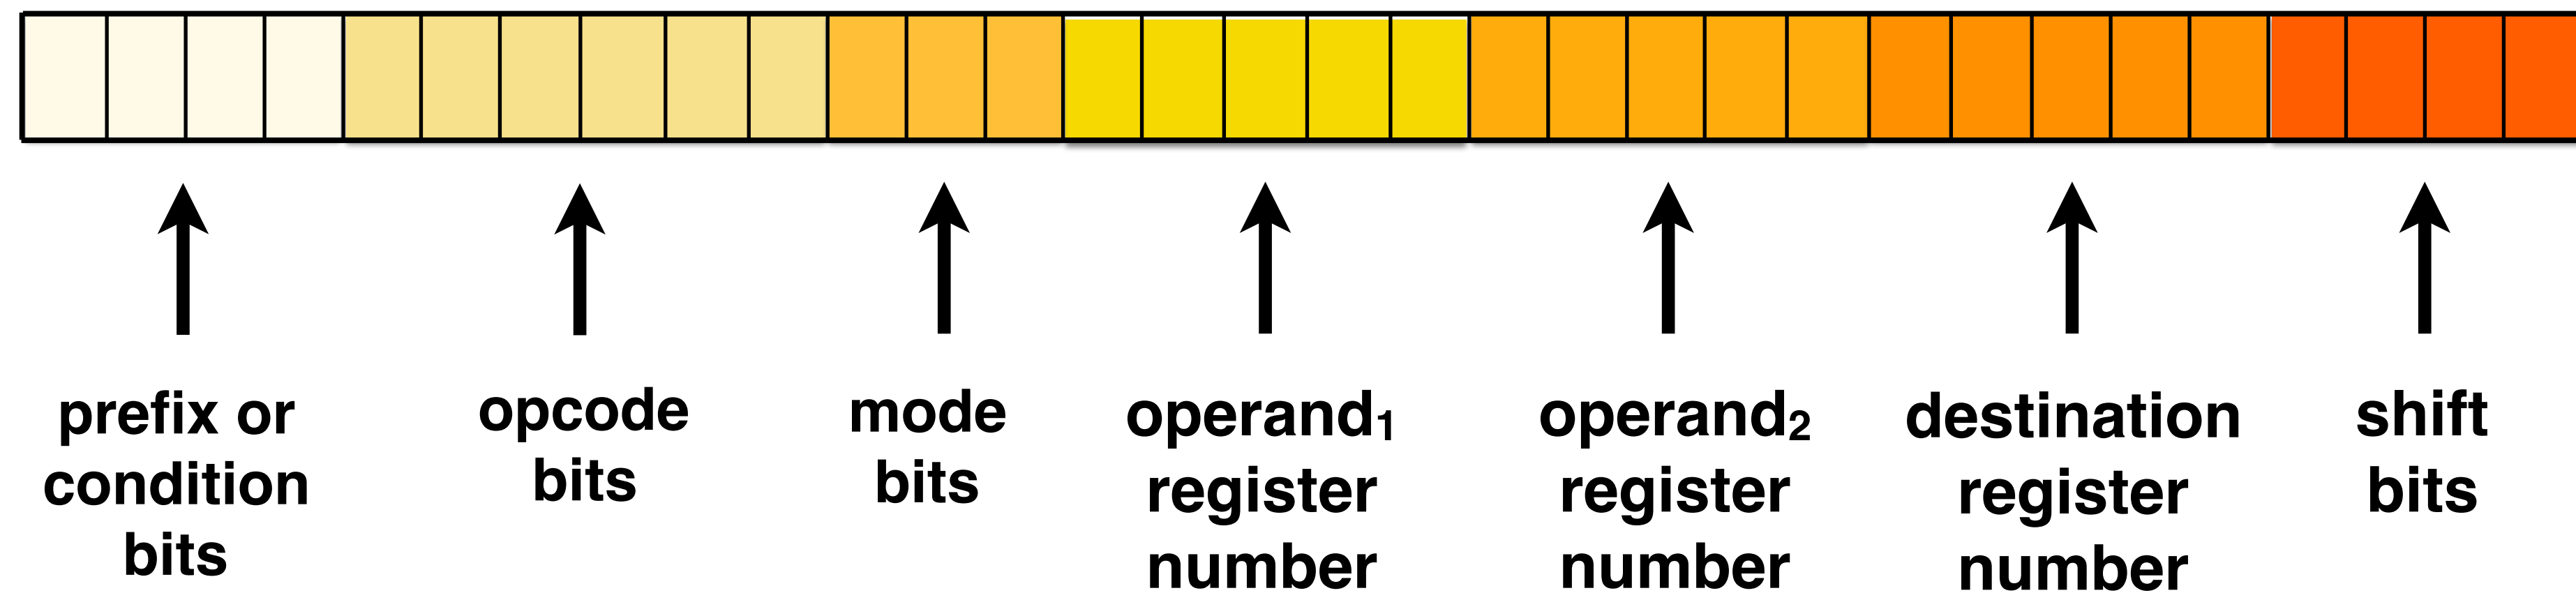 prefix or
condition
bits
opcode
bits
mode
bits
operand₁
register
number
operand₂
register
number
destination
register
number
shift
bits